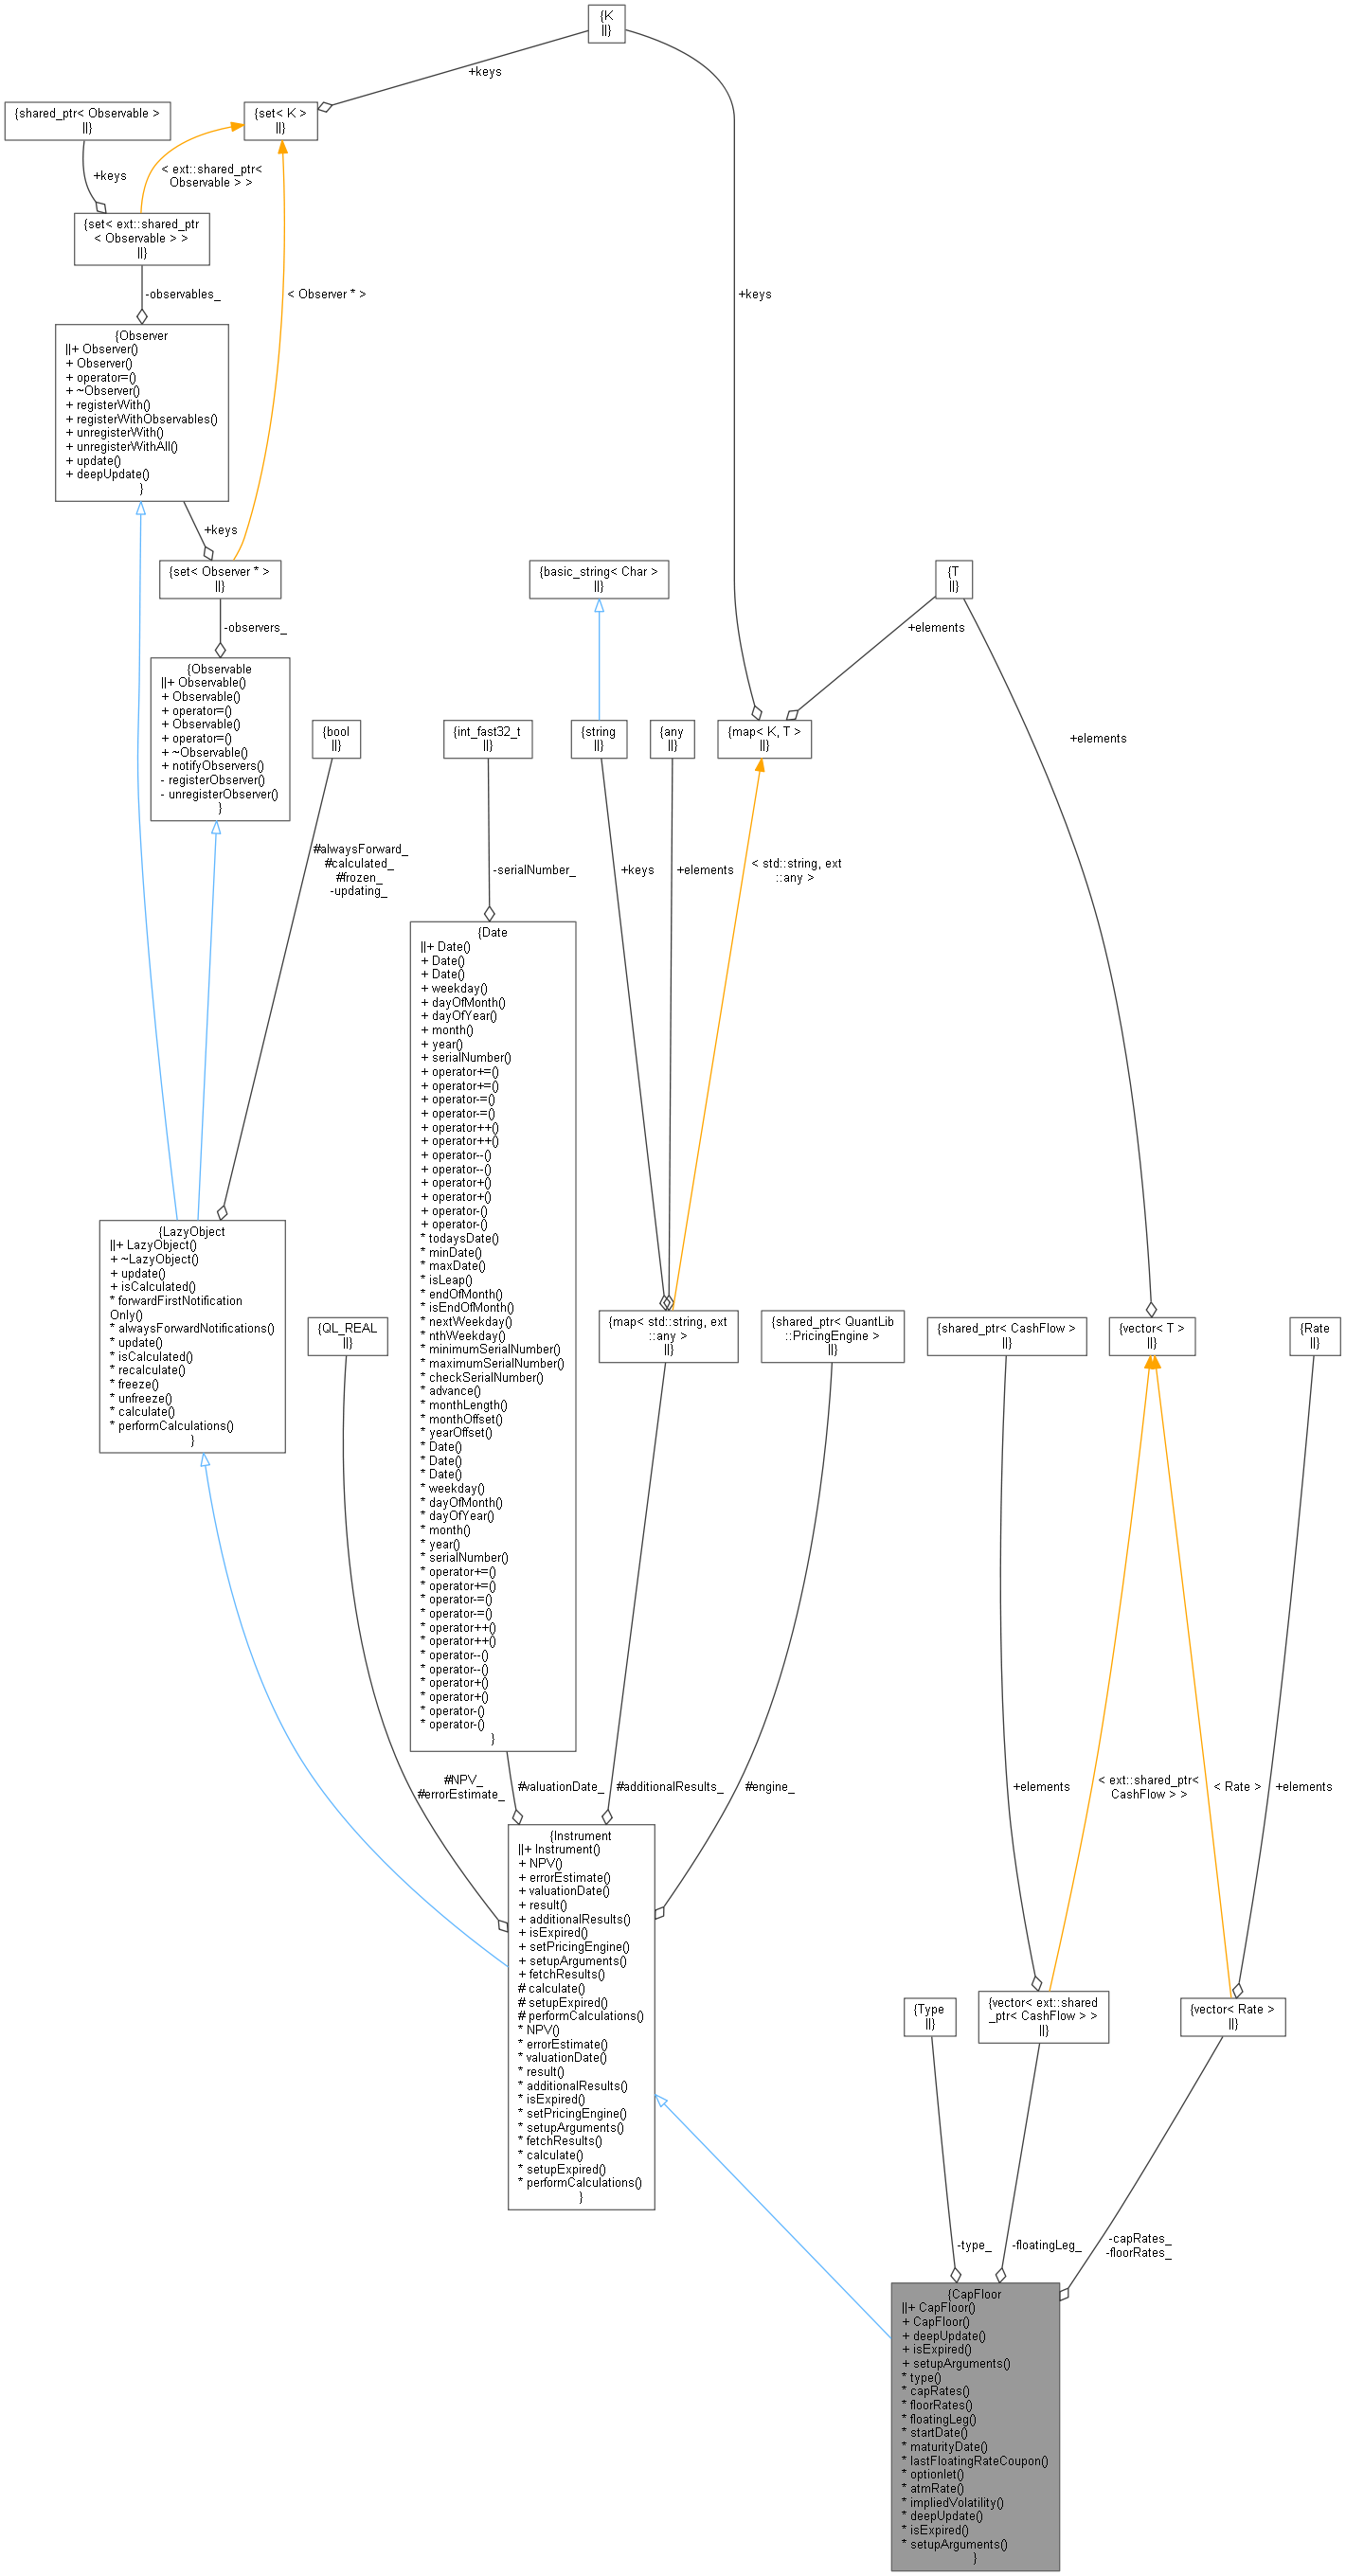 {K
||}
+keys
{shared_ptr< Observable >
||}
{set< K >
||}
+keys
< ext::shared_ptr<
Observable > >
{set< ext::shared_ptr
< Observable > >
||}
-observables_
< Observer * >
+keys
{Observer
||+ Observer()
+ Observer()
+ operator=()
+ ~Observer()
+ registerWith()
+ registerWithObservables()
+ unregisterWith()
+ unregisterWithAll()
+ update()
+ deepUpdate()
}
+keys
{set< Observer * >
||}
{basic_string< Char >
||}
{T
||}
-observers_
+elements
{Observable
||+ Observable()
+ Observable()
+ operator=()
+ Observable()
+ operator=()
+ ~Observable()
+ notifyObservers()
- registerObserver()
- unregisterObserver()
}
{bool
||}
{int_fast32_t
||}
{string
||}
{any
||}
{map< K, T >
||}
+elements
#alwaysForward_
#calculated_
#frozen_
-updating_
-serialNumber_
+keys
+elements
< std::string, ext
::any >
{Date
||+ Date()
+ Date()
+ Date()
+ weekday()
+ dayOfMonth()
+ dayOfYear()
+ month()
+ year()
+ serialNumber()
+ operator+=()
+ operator+=()
+ operator-=()
+ operator-=()
+ operator++()
+ operator++()
+ operator--()
+ operator--()
+ operator+()
+ operator+()
+ operator-()
+ operator-()
* todaysDate()
* minDate()
* maxDate()
* isLeap()
* endOfMonth()
* isEndOfMonth()
* nextWeekday()
* nthWeekday()
* minimumSerialNumber()
* maximumSerialNumber()
* checkSerialNumber()
* advance()
* monthLength()
* monthOffset()
* yearOffset()
* Date()
* Date()
* Date()
* weekday()
* dayOfMonth()
* dayOfYear()
* month()
* year()
* serialNumber()
* operator+=()
* operator+=()
* operator-=()
* operator-=()
* operator++()
* operator++()
* operator--()
* operator--()
* operator+()
* operator+()
* operator-()
* operator-()
}
{LazyObject
||+ LazyObject()
+ ~LazyObject()
+ update()
+ isCalculated()
* forwardFirstNotification
Only()
* alwaysForwardNotifications()
* update()
* isCalculated()
* recalculate()
* freeze()
* unfreeze()
* calculate()
* performCalculations()
}
{QL_REAL
||}
{map< std::string, ext
::any >
||}
{shared_ptr< QuantLib
::PricingEngine >
||}
{shared_ptr< CashFlow >
||}
{vector< T >
||}
{Rate
||}
#NPV_
#errorEstimate_
#valuationDate_
#additionalResults_
#engine_
+elements
< ext::shared_ptr<
CashFlow > >
< Rate >
+elements
{Instrument
||+ Instrument()
+ NPV()
+ errorEstimate()
+ valuationDate()
+ result()
+ additionalResults()
+ isExpired()
+ setPricingEngine()
+ setupArguments()
+ fetchResults()
# calculate()
# setupExpired()
# performCalculations()
* NPV()
* errorEstimate()
* valuationDate()
* result()
* additionalResults()
* isExpired()
* setPricingEngine()
* setupArguments()
* fetchResults()
* calculate()
* setupExpired()
* performCalculations()
}
{Type
||}
{vector< ext::shared
_ptr< CashFlow > >
||}
{vector< Rate >
||}
-type_
-floatingLeg_
-capRates_
-floorRates_
{CapFloor
||+ CapFloor()
+ CapFloor()
+ deepUpdate()
+ isExpired()
+ setupArguments()
* type()
* capRates()
* floorRates()
* floatingLeg()
* startDate()
* maturityDate()
* lastFloatingRateCoupon()
* optionlet()
* atmRate()
* impliedVolatility()
* deepUpdate()
* isExpired()
* setupArguments()
}